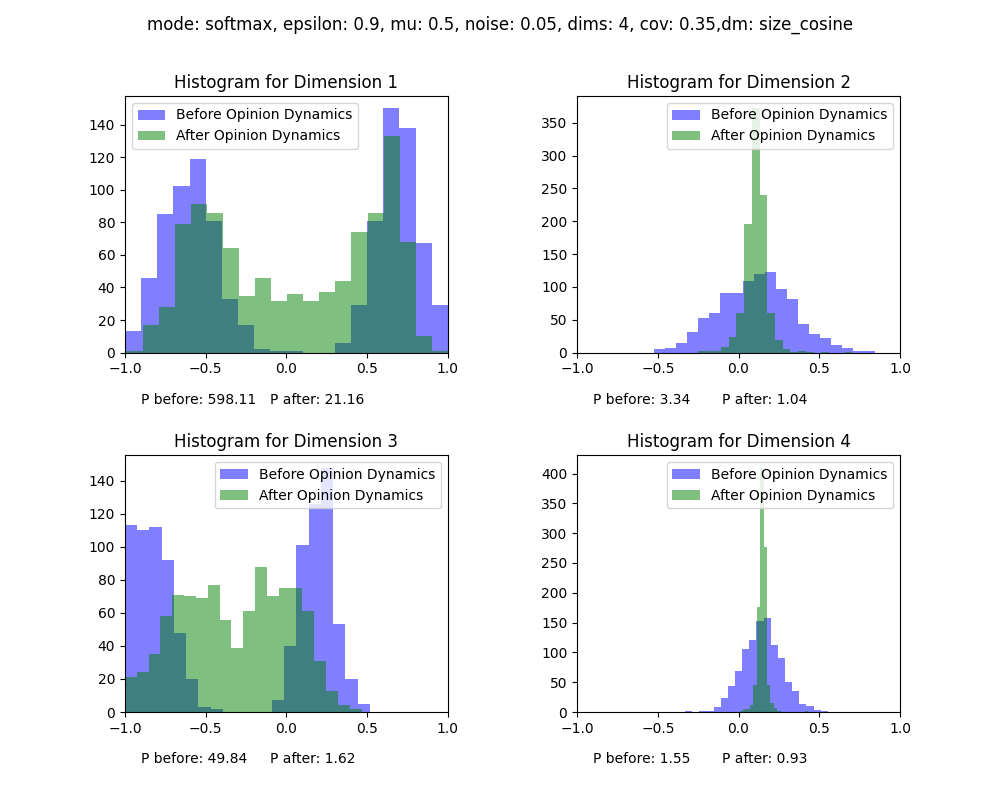 mode: softmax, epsilon: 0.9, mu: 0.5, noise: 0.05, dims: 4, cov: 0.35,dm: size_cosine
Histogram for Dimension 1
Before Opinion Dynamics
After Opinion Dynamics
140
120
100
80
60
40
20
0
−1.0 −0.5 0.0 0.5 1.0
P before: 598.11 P after: 21.16
Histogram for Dimension 2
Before Opinion Dynamics
After Opinion Dynamics
350
300
250
200
150
100
50
0
−1.0 −0.5 0.0 0.5 1.0
P before: 3.34 P after: 1.04
Histogram for Dimension 3
Before Opinion Dynamics
After Opinion Dynamics
140
120
100
80
60
40
20
0
−1.0 −0.5 0.0 0.5 1.0
P before: 49.84 P after: 1.62
Histogram for Dimension 4
Before Opinion Dynamics
After Opinion Dynamics
400
350
300
250
200
150
100
50
0
−1.0 −0.5 0.0 0.5 1.0
P before: 1.55 P after: 0.93